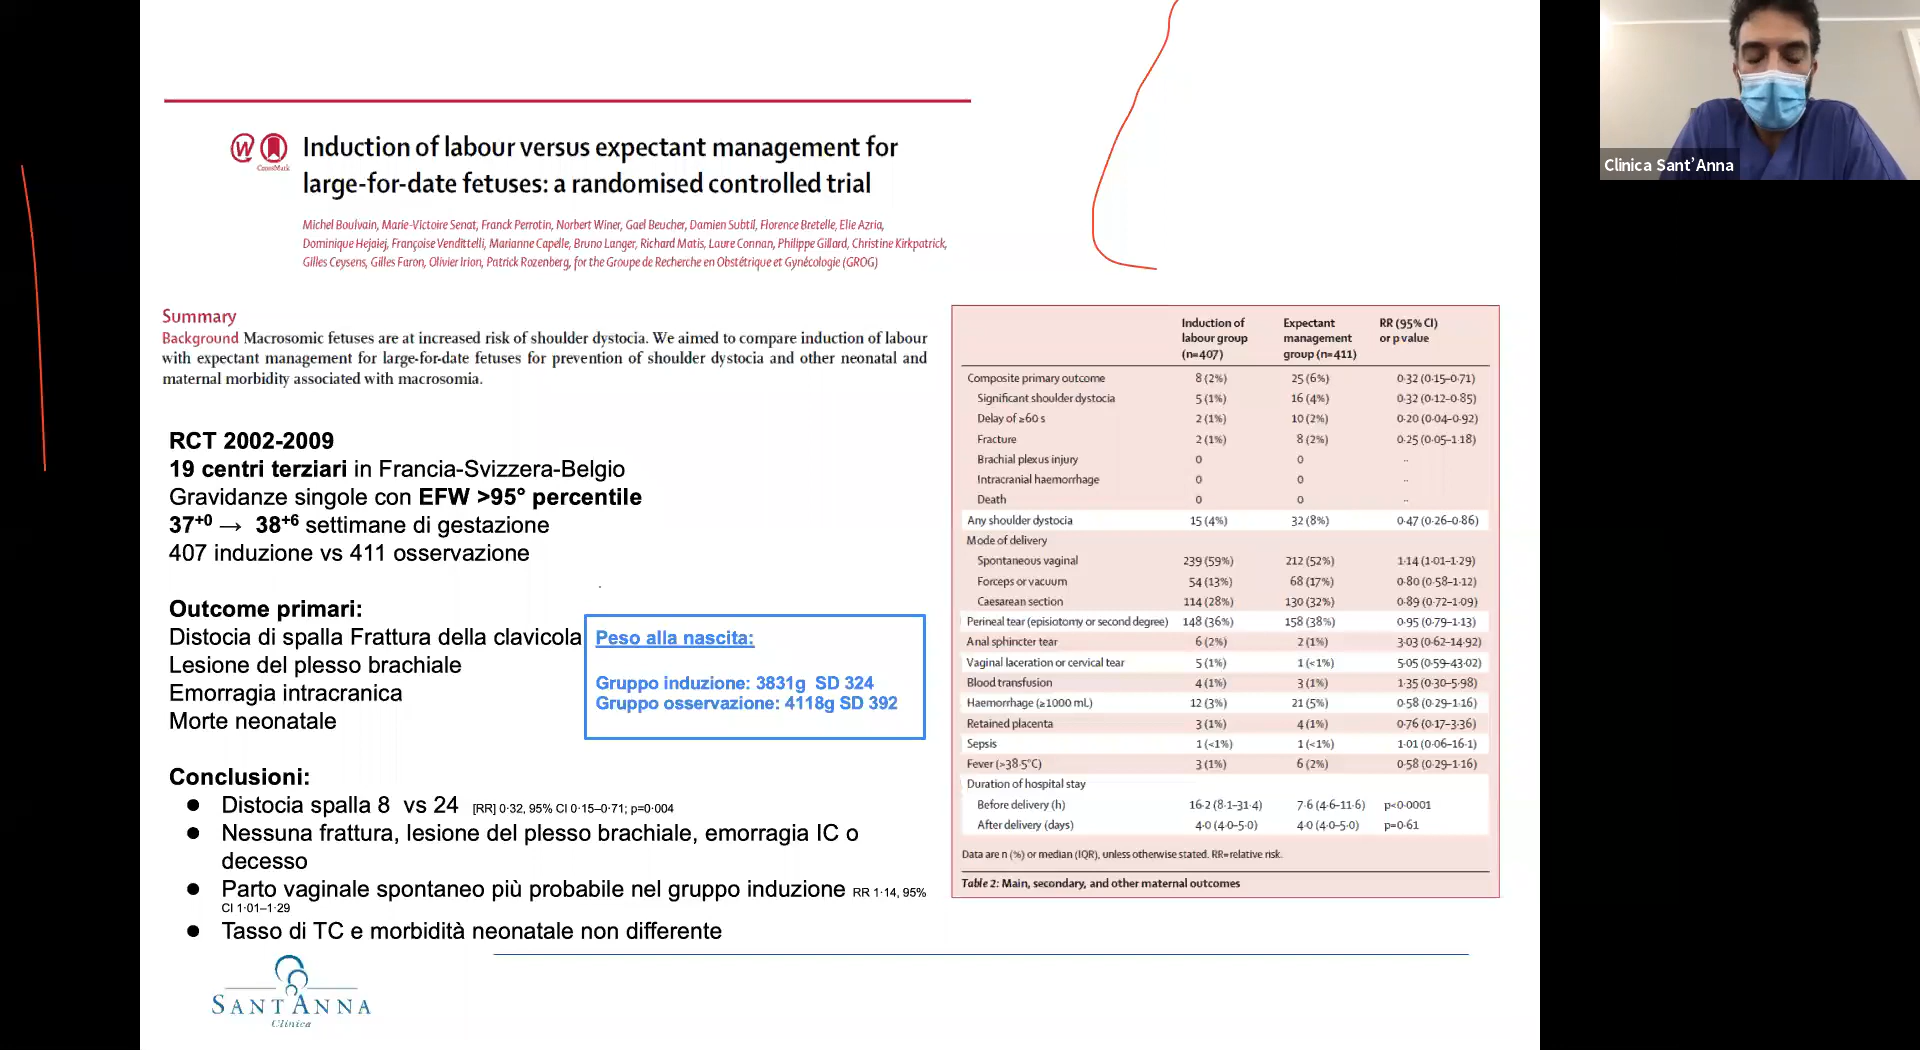 Induction of labour versus expectant management for
large-for-date fetuses: a randomised controlled trial
CrossMark
Michel Boulvain, Marie-Victoire Senat, Franck Perrotin, Norbert Winer, Gael Beucher, Damien Subtil, Florence Bretelle, Elie Azria,
Dominique Hejaiej, Françoise Vendittelli, Marianne Capelle, Bruno Langer, Richard Matis, Laure Connan, Philippe Gillard, Christine Kirkpatrick,
Gilles Ceysens, Gilles Faron, Olivier Irion, Patrick Rozenberg, for the Groupe de Recherche en Obstétrique et Gynécologie (GROG)
Summary
Background Macrosomic fetuses are at increased risk of shoulder dystocia. We aimed to compare induction of labour
with expectant management for large-for-date fetuses for prevention of shoulder dystocia and other neonatal and
maternal morbidity associated with macrosomia.
RCT 2002-2009
19 centri terziari in Francia-Svizzera-Belgio
Gravidanze singole con EFW >95° percentile
37+0 → 38+6 settimane di gestazione
407 induzione vs 411 osservazione
Outcome primari:
Distocia di spalla Frattura della clavicola
Lesione del plesso brachiale
Emorragia intracranica
Morte neonatale
Peso alla nascita:
Gruppo induzione: 3831g SD 324
Gruppo osservazione: 4118g SD 392
Conclusioni:
● Distocia spalla 8 vs 24 [RR] 0·32, 95% CI 0·15–0·71; p=0·004
● Nessuna frattura, lesione del plesso brachiale, emorragia IC o
decesso
● Parto vaginale spontaneo più probabile nel gruppo induzione RR 1·14, 95%
CI 1·01–1·29
● Tasso di TC e morbidità neonatale non differente
SANT'ANNA
Clinica
Induction of labour group (n=407) Expectant management group (n=411) RR (95% CI) or p value
Composite primary outcome 8 (2%) 25 (6%) 0·32 (0·15–0·71)
Significant shoulder dystocia 5 (1%) 16 (4%) 0·32 (0·12–0·85)
Delay of ≥60 s 2 (1%) 10 (2%) 0·20 (0·04–0·92)
Fracture 2 (1%) 8 (2%) 0·25 (0·05–1·18)
Brachial plexus injury 0 0 ..
Intracranial haemorrhage 0 0 ..
Death 0 0 ..
Any shoulder dystocia 15 (4%) 32 (8%) 0·47 (0·26–0·86)
Mode of delivery
Spontaneous vaginal 239 (59%) 212 (52%) 1·14 (1·01–1·29)
Forceps or vacuum 54 (13%) 68 (17%) 0·80 (0·58–1·12)
Caesarean section 114 (28%) 130 (32%) 0·89 (0·72–1·09)
Perineal tear (episiotomy or second degree) 148 (36%) 158 (38%) 0·95 (0·79–1·13)
Anal sphincter tear 6 (2%) 2 (1%) 3·03 (0·62–14·92)
Vaginal laceration or cervical tear 5 (1%) 1 (<1%) 5·05 (0·59–43·02)
Blood transfusion 4 (1%) 3 (1%) 1·35 (0·30–5·98)
Haemorrhage (≥1000 mL) 12 (3%) 21 (5%) 0·58 (0·29–1·16)
Retained placenta 3 (1%) 4 (1%) 0·76 (0·17–3·36)
Sepsis 1 (<1%) 1 (<1%) 1·01 (0·06–16·1)
Fever (>38·5°C) 3 (1%) 6 (2%) 0·58 (0·29–1·16)
Duration of hospital stay
Before delivery (h) 16·2 (8·1–31·4) 7·6 (4·6–11·6) p<0·0001
After delivery (days) 4·0 (4·0–5·0) 4·0 (4·0–5·0) p=0·61
Data are n (%) or median (IQR), unless otherwise stated. RR=relative risk.
Table 2: Main, secondary, and other maternal outcomes
Clinica Sant'Anna